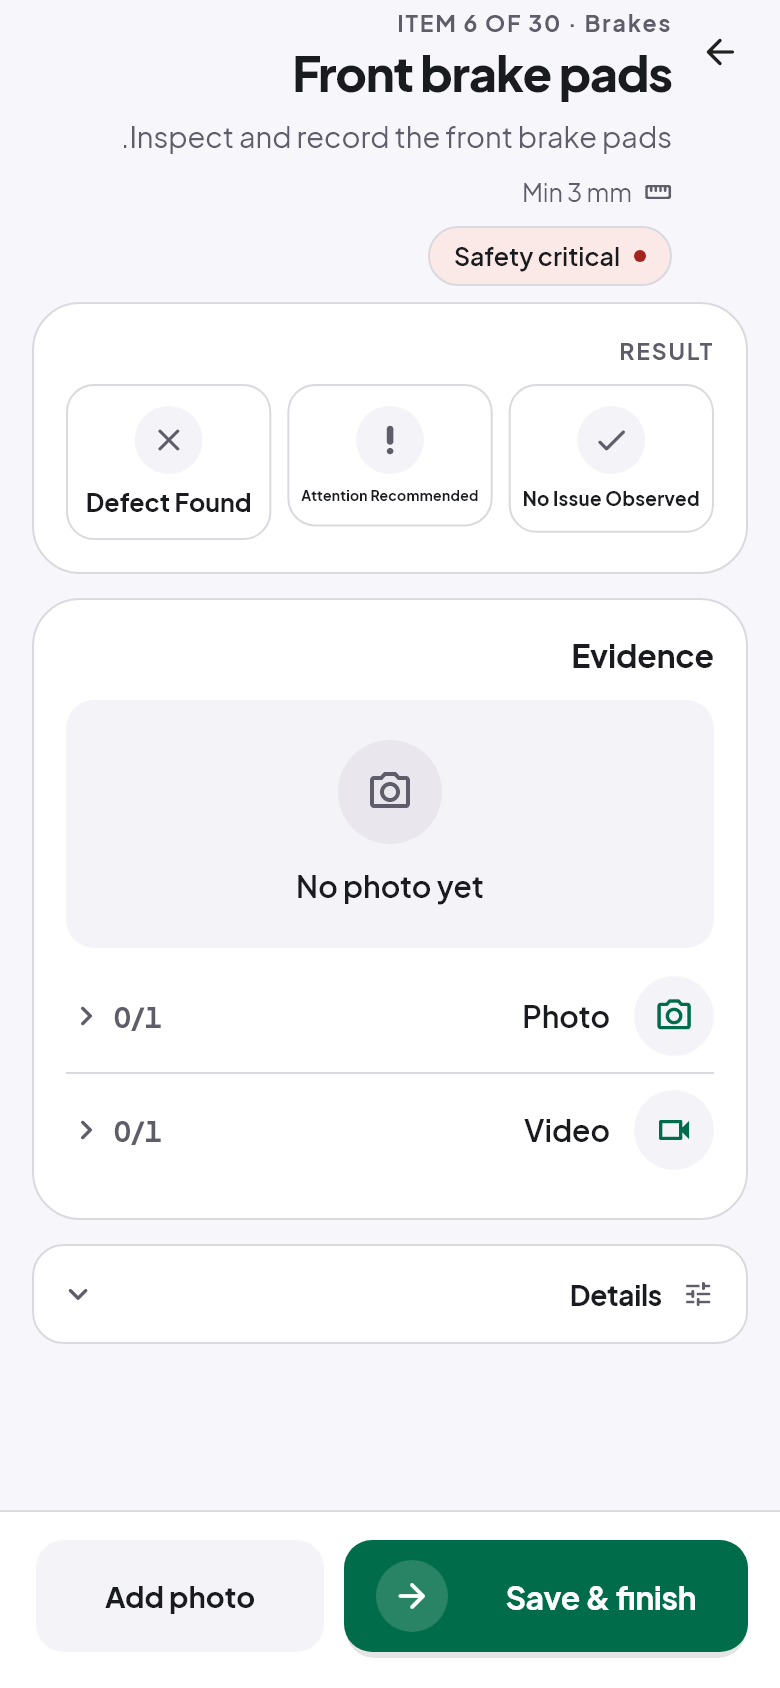 ITEM 6 OF 30 · Brakes
Front brake pads
.Inspect and record the front brake pads
Min 3 mm
Safety critical
RESULT
No Issue Observed
Attention Recommended
Defect Found
Evidence
No photo yet
Photo 0/1
Video 0/1
Details
Save & finish
Add photo